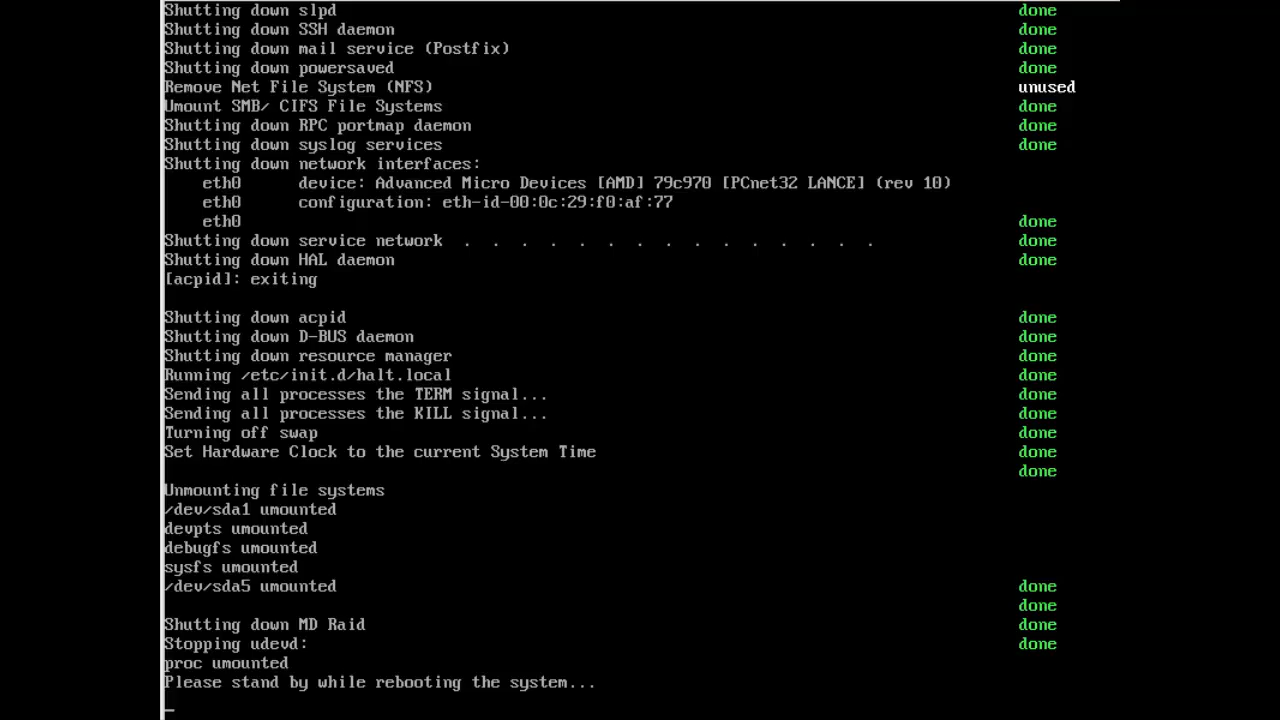 Shutting down slpd done
Shutting down SSH daemon done
Shutting down mail service (Postfix) done
Shutting down powersaved done
Remove Net File System (NFS) unused
Umount SMB/ CIFS File Systems done
Shutting down RPC portmap daemon done
Shutting down syslog services done
Shutting down network interfaces:
eth0 device: Advanced Micro Devices [AMD] 79c970 [PCnet32 LANCE] (rev 10)
eth0 configuration: eth-id-00:0c:29:f0:af:77
eth0 done
Shutting down service network . . . . . . . . . . . . . . . done
Shutting down HAL daemon done
[acpid]: exiting
Shutting down acpid done
Shutting down D-BUS daemon done
Shutting down resource manager done
Running /etc/init.d/halt.local done
Sending all processes the TERM signal... done
Sending all processes the KILL signal... done
Turning off swap done
Set Hardware Clock to the current System Time done
done
Unmounting file systems
/dev/sda1 umounted
devpts umounted
debugfs umounted
sysfs umounted
/dev/sda5 umounted done
done
Shutting down MD Raid done
Stopping udevd: done
proc umounted
Please stand by while rebooting the system...